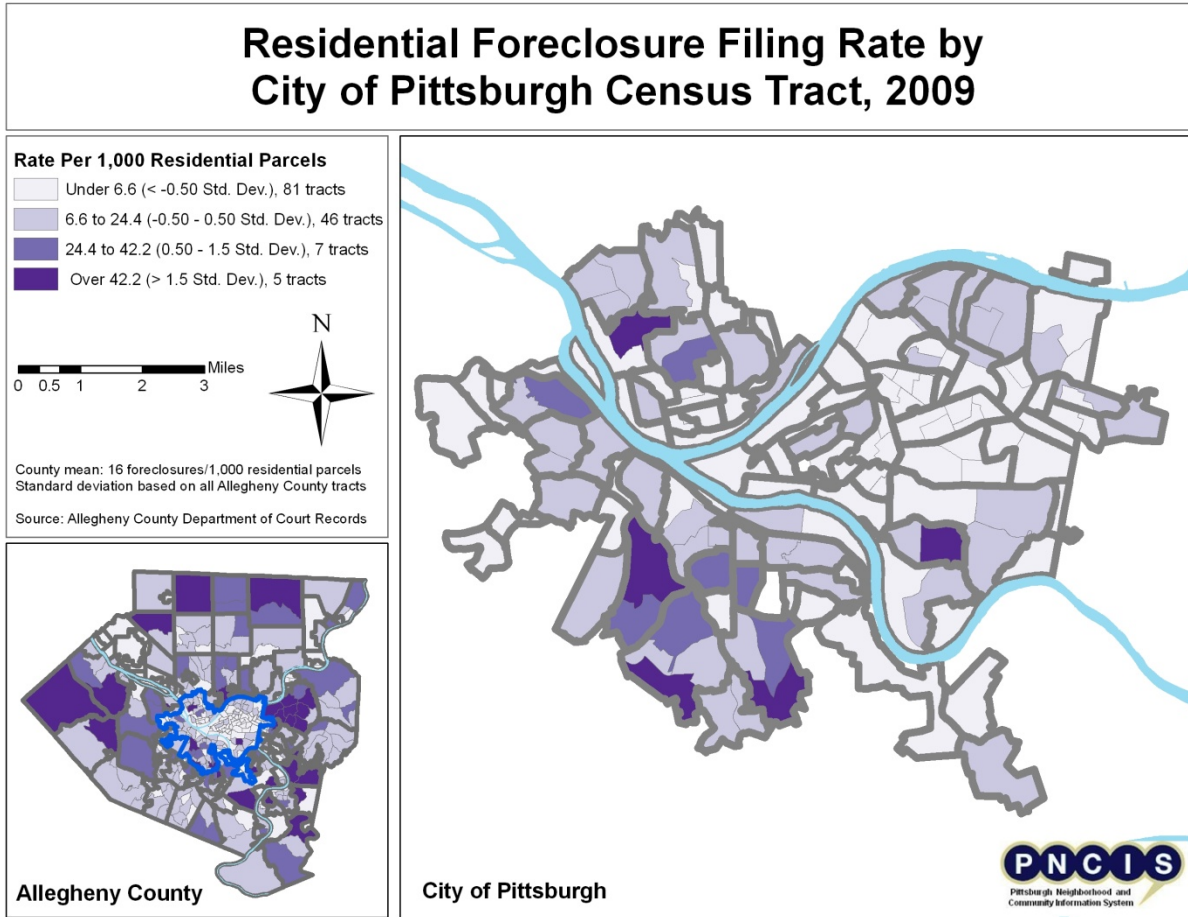 Residential Foreclosure Filing Rate by
City of Pittsburgh Census Tract, 2009
Rate Per 1,000 Residential Parcels
Under 6.6 (< -0.50 Std. Dev.), 81 tracts
6.6 to 24.4 (-0.50 - 0.50 Std. Dev.), 46 tracts
24.4 to 42.2 (0.50 - 1.5 Std. Dev.), 7 tracts
Over 42.2 (> 1.5 Std. Dev.), 5 tracts
N
Miles
0 0.5 1 2 3
County mean: 16 foreclosures/1,000 residential parcels
Standard deviation based on all Allegheny County tracts
Source: Allegheny County Department of Court Records
Allegheny County
City of Pittsburgh
PNCIS
Pittsburgh Neighborhood and
Community Information System